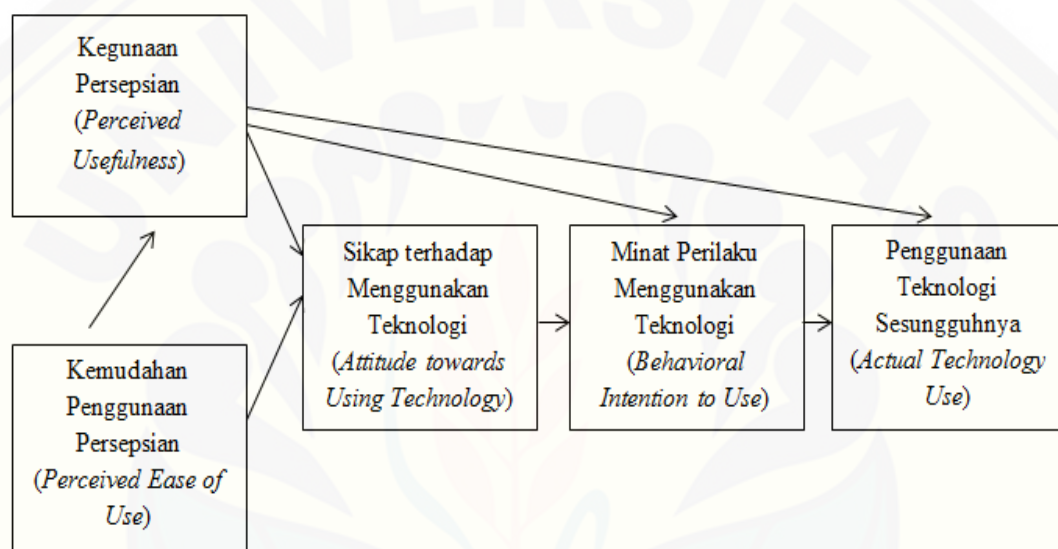 UNIVERSITAS
Kegunaan
Persepsian
(Perceived
Usefulness)
Kemudahan
Penggunaan
Persepsian
(Perceived Ease of
Use)
Sikap terhadap
Menggunakan
Teknologi
(Attitude towards
Using Technology)
Minat Perilaku
Menggunakan
Teknologi
(Behavioral
Intention to Use)
Penggunaan
Teknologi
Sesungguhnya
(Actual Technology
Use)